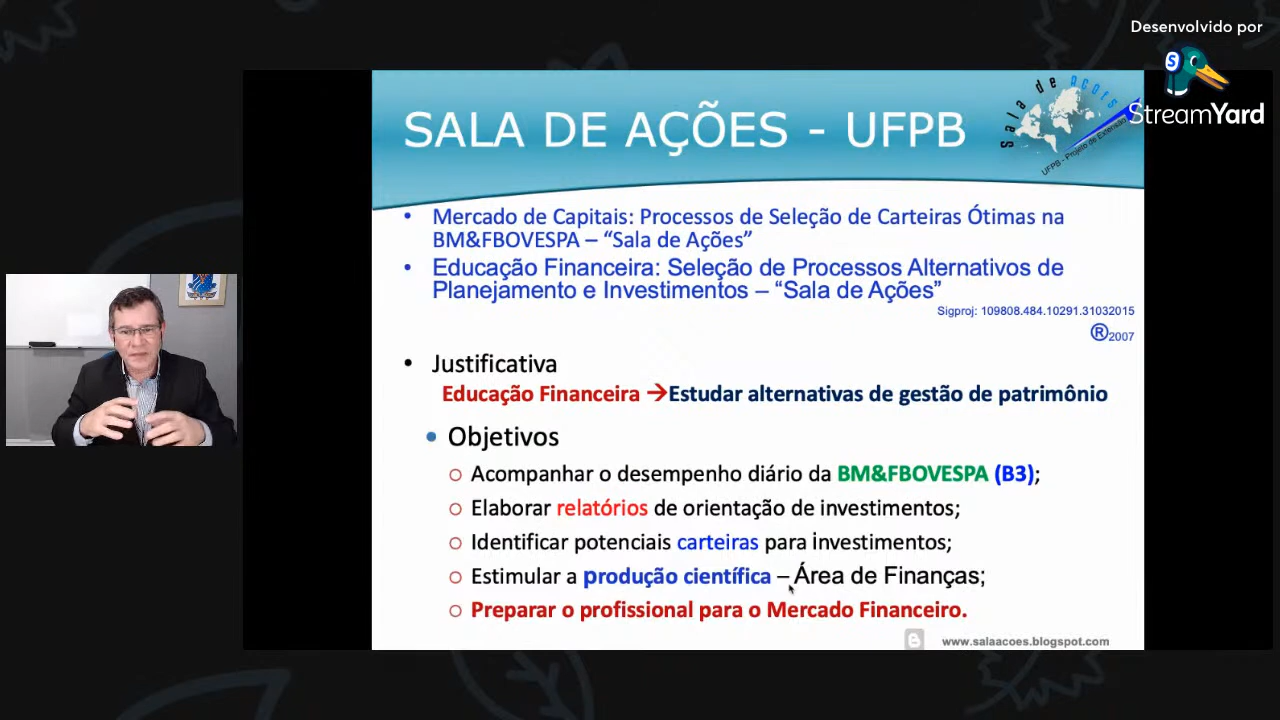 Desenvolvido por
StreamYard
SALA DE AÇÕES - UFPB
Sala de Ações
UFPB - Projeto de Extensão
• Mercado de Capitais: Processos de Seleção de Carteiras Ótimas na
BM&FBOVESPA – “Sala de Ações”
• Educação Financeira: Seleção de Processos Alternativos de
Planejamento e Investimentos – “Sala de Ações”
Sigproj: 109808.484.10291.31032015
®2007
• Justificativa
Educação Financeira →Estudar alternativas de gestão de patrimônio
• Objetivos
○ Acompanhar o desempenho diário da BM&FBOVESPA (B3);
○ Elaborar relatórios de orientação de investimentos;
○ Identificar potenciais carteiras para investimentos;
○ Estimular a produção científica – Área de Finanças;
○ Preparar o profissional para o Mercado Financeiro.
www.salaacoes.blogspot.com